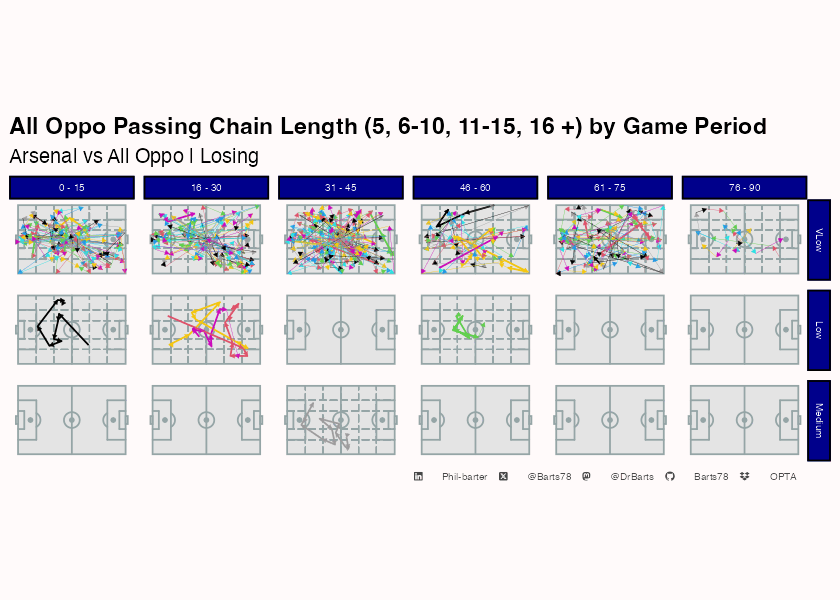 All Oppo Passing Chain Length (5, 6-10, 11-15, 16 +) by Game Period
Arsenal vs All Oppo I Losing
0 - 15
16 - 30
31 - 45
46 - 60
61 - 75
76 - 90
VLow
Low
Medium
Phil-barter @Barts78 @DrBarts Barts78 OPTA